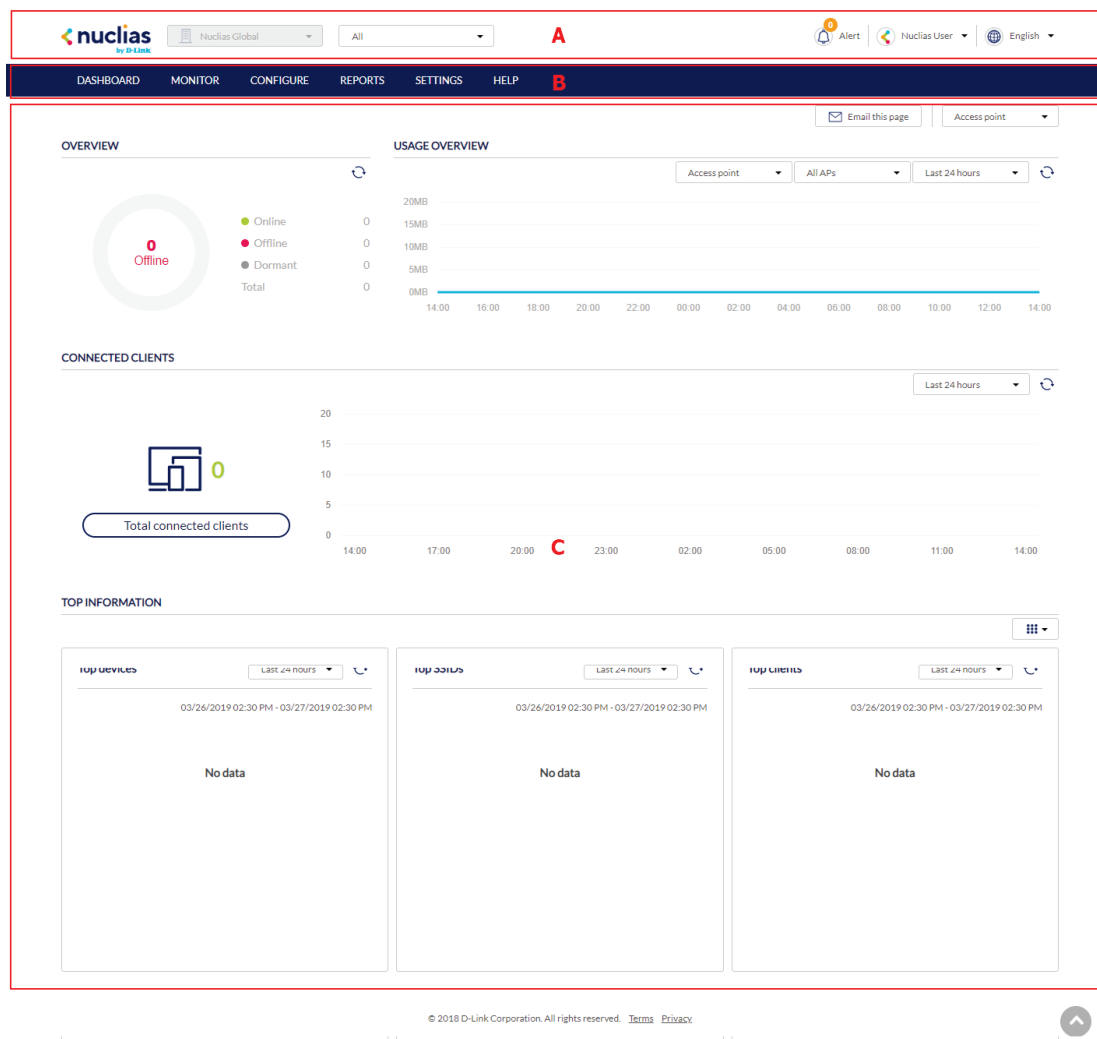 nuclias
by D-Link
Nuclias Global
All
A
0
Alert
Nuclias User
English
DASHBOARD MONITOR CONFIGURE REPORTS SETTINGS HELP B
Email this page
Access point
OVERVIEW
0
Offline
Online 0
Offline 0
Dormant 0
Total 0
USAGE OVERVIEW
Access point
All APs
Last 24 hours
20MB
15MB
10MB
5MB
0MB
14:00 16:00 18:00 20:00 22:00 00:00 02:00 04:00 06:00 08:00 10:00 12:00 14:00
CONNECTED CLIENTS
Last 24 hours
0
Total connected clients
20
15
10
5
0
14:00 17:00 20:00 23:00 02:00 05:00 08:00 11:00 14:00
C
TOP INFORMATION
Top devices Last 24 hours
03/26/2019 02:30 PM - 03/27/2019 02:30 PM
No data
Top SSIDs Last 24 hours
03/26/2019 02:30 PM - 03/27/2019 02:30 PM
No data
Top clients Last 24 hours
03/26/2019 02:30 PM - 03/27/2019 02:30 PM
No data
© 2018 D-Link Corporation. All rights reserved. Terms Privacy